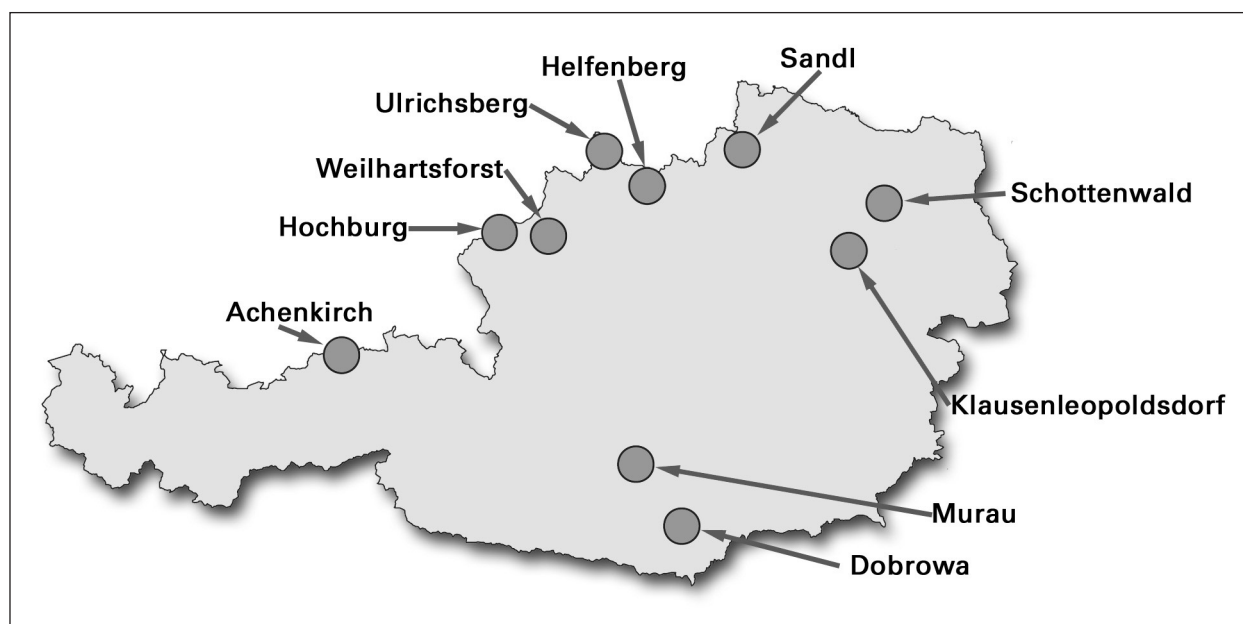 Sandl
Helfenberg
Ulrichsberg
Weilhartsforst
Schottenwald
Hochburg
Achenkirch
Klausenleopoldsdorf
Murau
Dobrowa